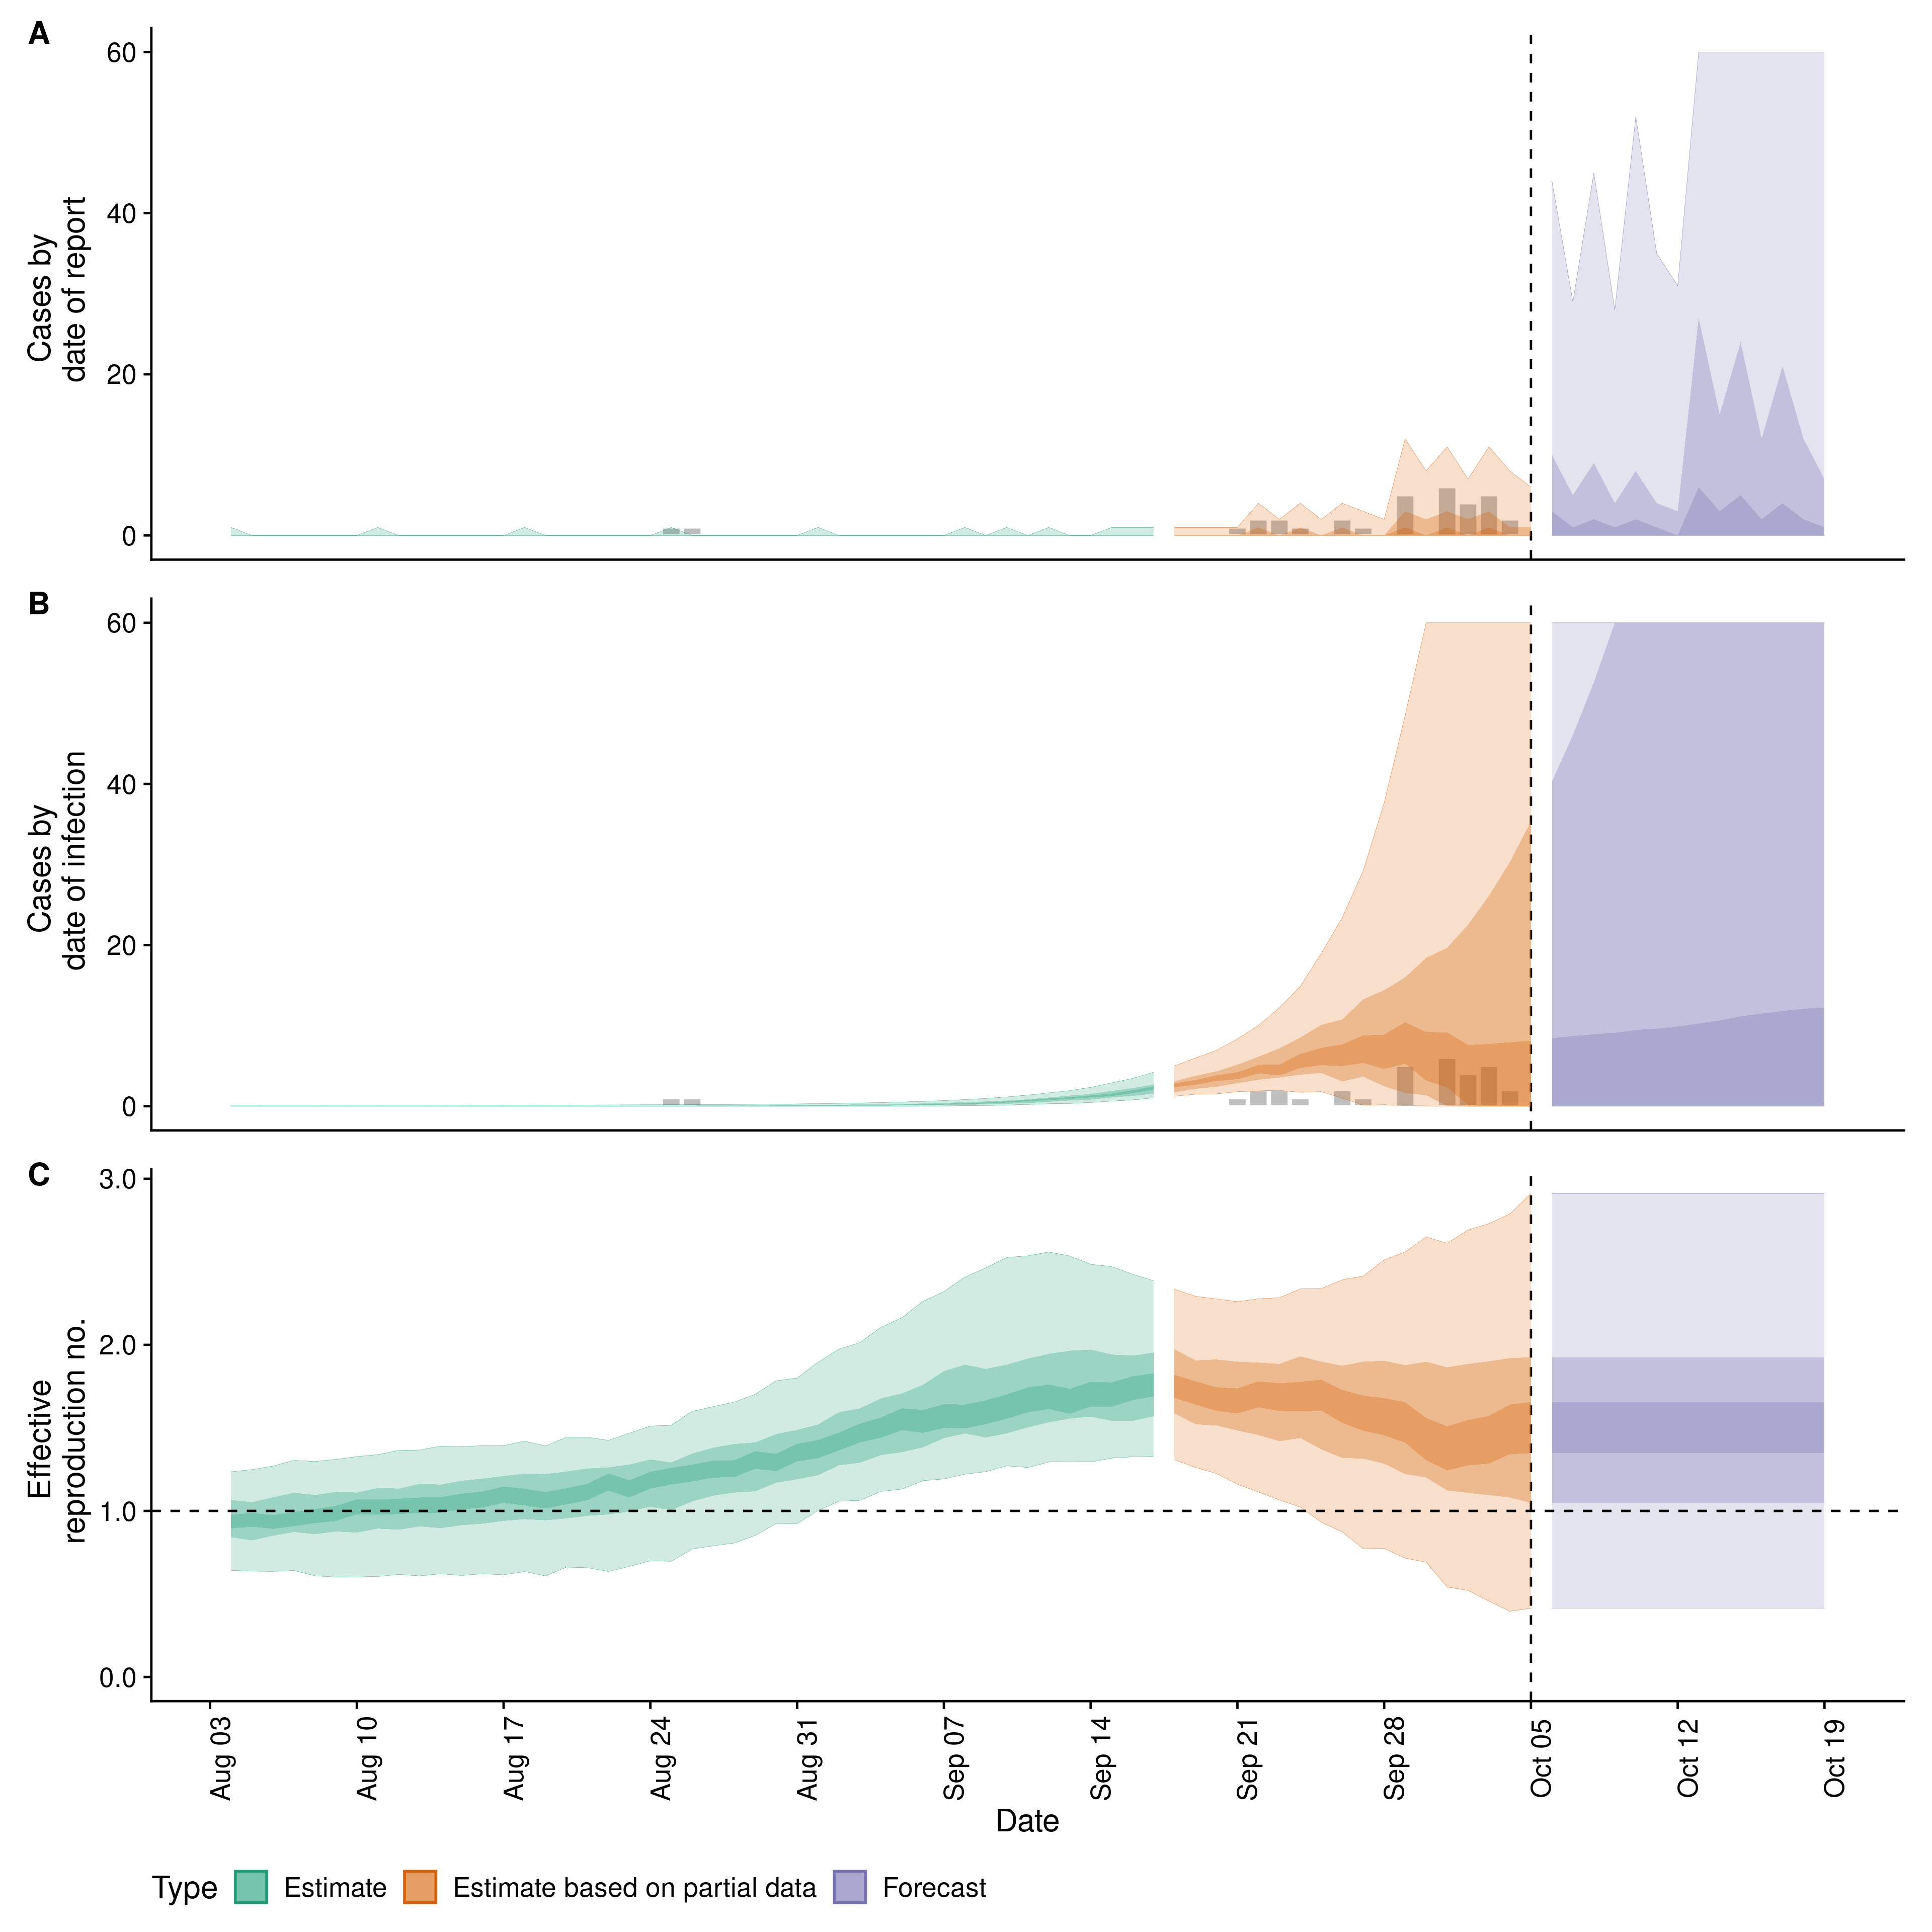 A
60
40
20
0
Cases by
date of report
B
60
40
20
0
Cases by
date of infection
C
3.0
2.0
1.0
0.0
Effective
reproduction no.
Aug 03
Aug 10
Aug 17
Aug 24
Aug 31
Sep 07
Sep 14
Sep 21
Sep 28
Oct 05
Oct 12
Oct 19
Date
Type Estimate Estimate based on partial data Forecast